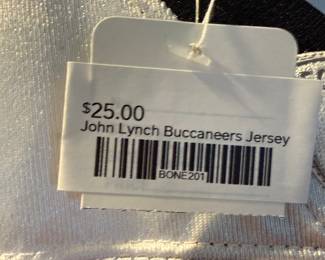 $25.00
John Lynch Buccaneers Jersey
BONE201